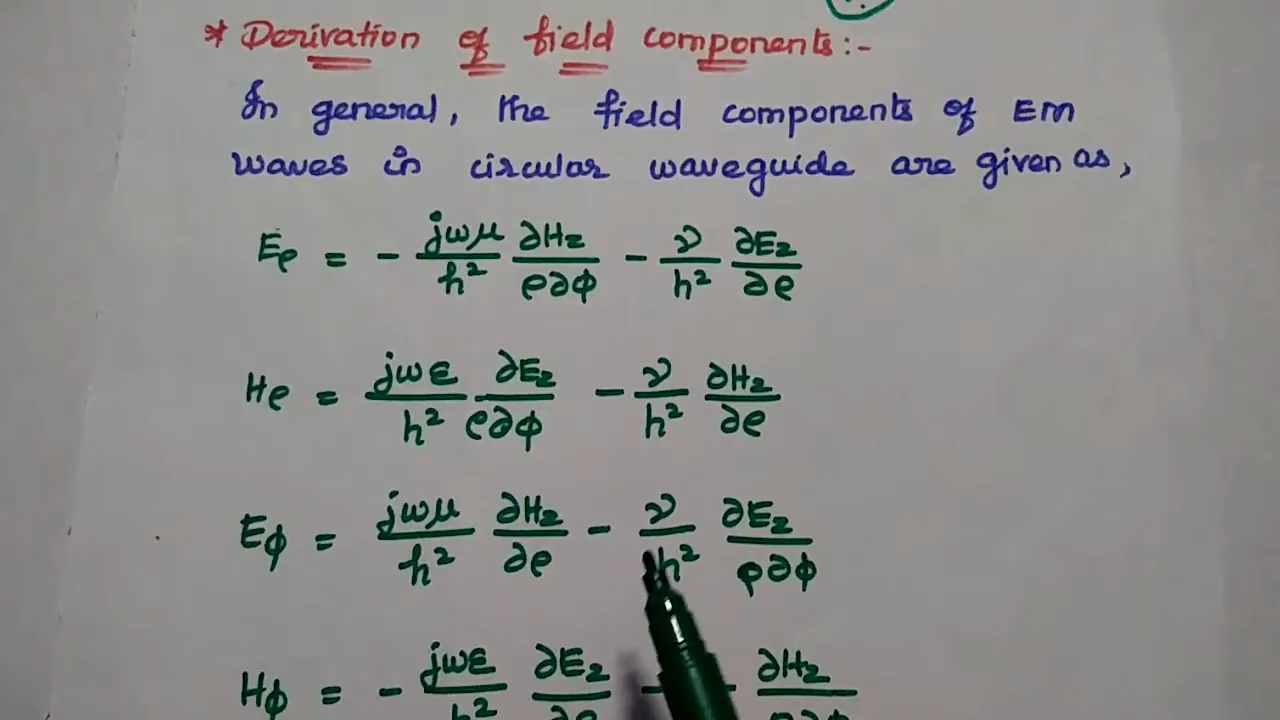 * Derivation of field components:-
In general, the field components of EM
waves in circular waveguide are given as,
Eρ = - jωμ/h² ∂Hz/ρ∂φ - ν/h² ∂Ez/∂ρ
Hρ = jωε/h² ∂Ez/ρ∂φ - ν/h² ∂Hz/∂ρ
Eφ = jωμ/h² ∂Hz/∂ρ - ν/h² ∂Ez/ρ∂φ
Hφ = - jωε/h² ∂Ez/∂ρ - ∂Hz/ρ∂φ